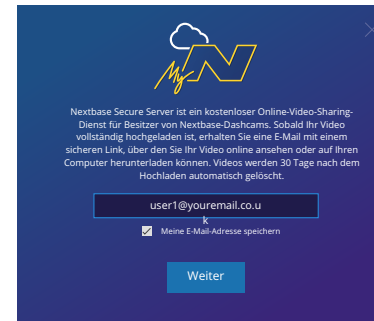 My N
Nextbase Secure Server ist ein kostenloser Online-Video-Sharing-
Dienst für Besitzer von Nextbase-Dashcams. Sobald Ihr Video
vollständig hochgeladen ist, erhalten Sie eine E-Mail mit einem
sicheren Link, über den Sie Ihr Video online ansehen oder auf Ihren
Computer herunterladen können. Videos werden 30 Tage nach dem
Hochladen automatisch gelöscht.
user1@youremail.co.u
k
Meine E-Mail-Adresse speichern
Weiter